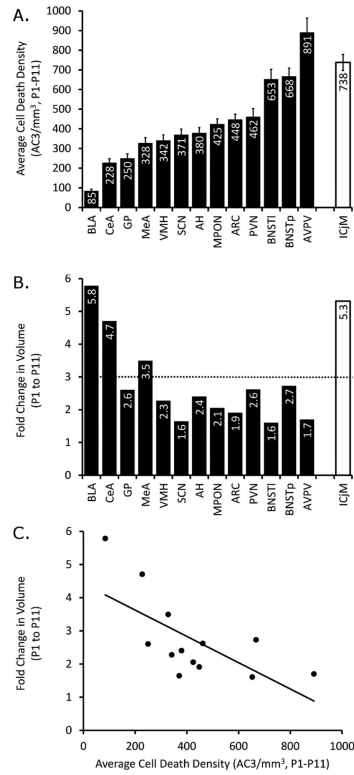 A.
Average Cell Death Density
(AC3/mm³, P1-P11)
1000
900
800
700
600
500
400
300
200
100
0
85
228
250
328
342
371
380
425
448
462
653
668
891
738
BLA
CeA
GP
MeA
VMH
SCN
AH
MPON
ARC
PVN
BNSTl
BNSTp
AVPV
ICjM
B.
Fold Change in Volume
(P1 to P11)
6
5
4
3
2
1
0
5.8
4.7
2.6
3.5
2.3
1.6
2.4
2.1
1.9
2.6
1.6
2.7
1.7
5.3
BLA
CeA
GP
MeA
VMH
SCN
AH
MPON
ARC
PVN
BNSTl
BNSTp
AVPV
ICjM
C.
Fold Change in Volume
(P1 to P11)
6
5
4
3
2
1
0
0 200 400 600 800 1000
Average Cell Death Density (AC3/mm³, P1-P11)